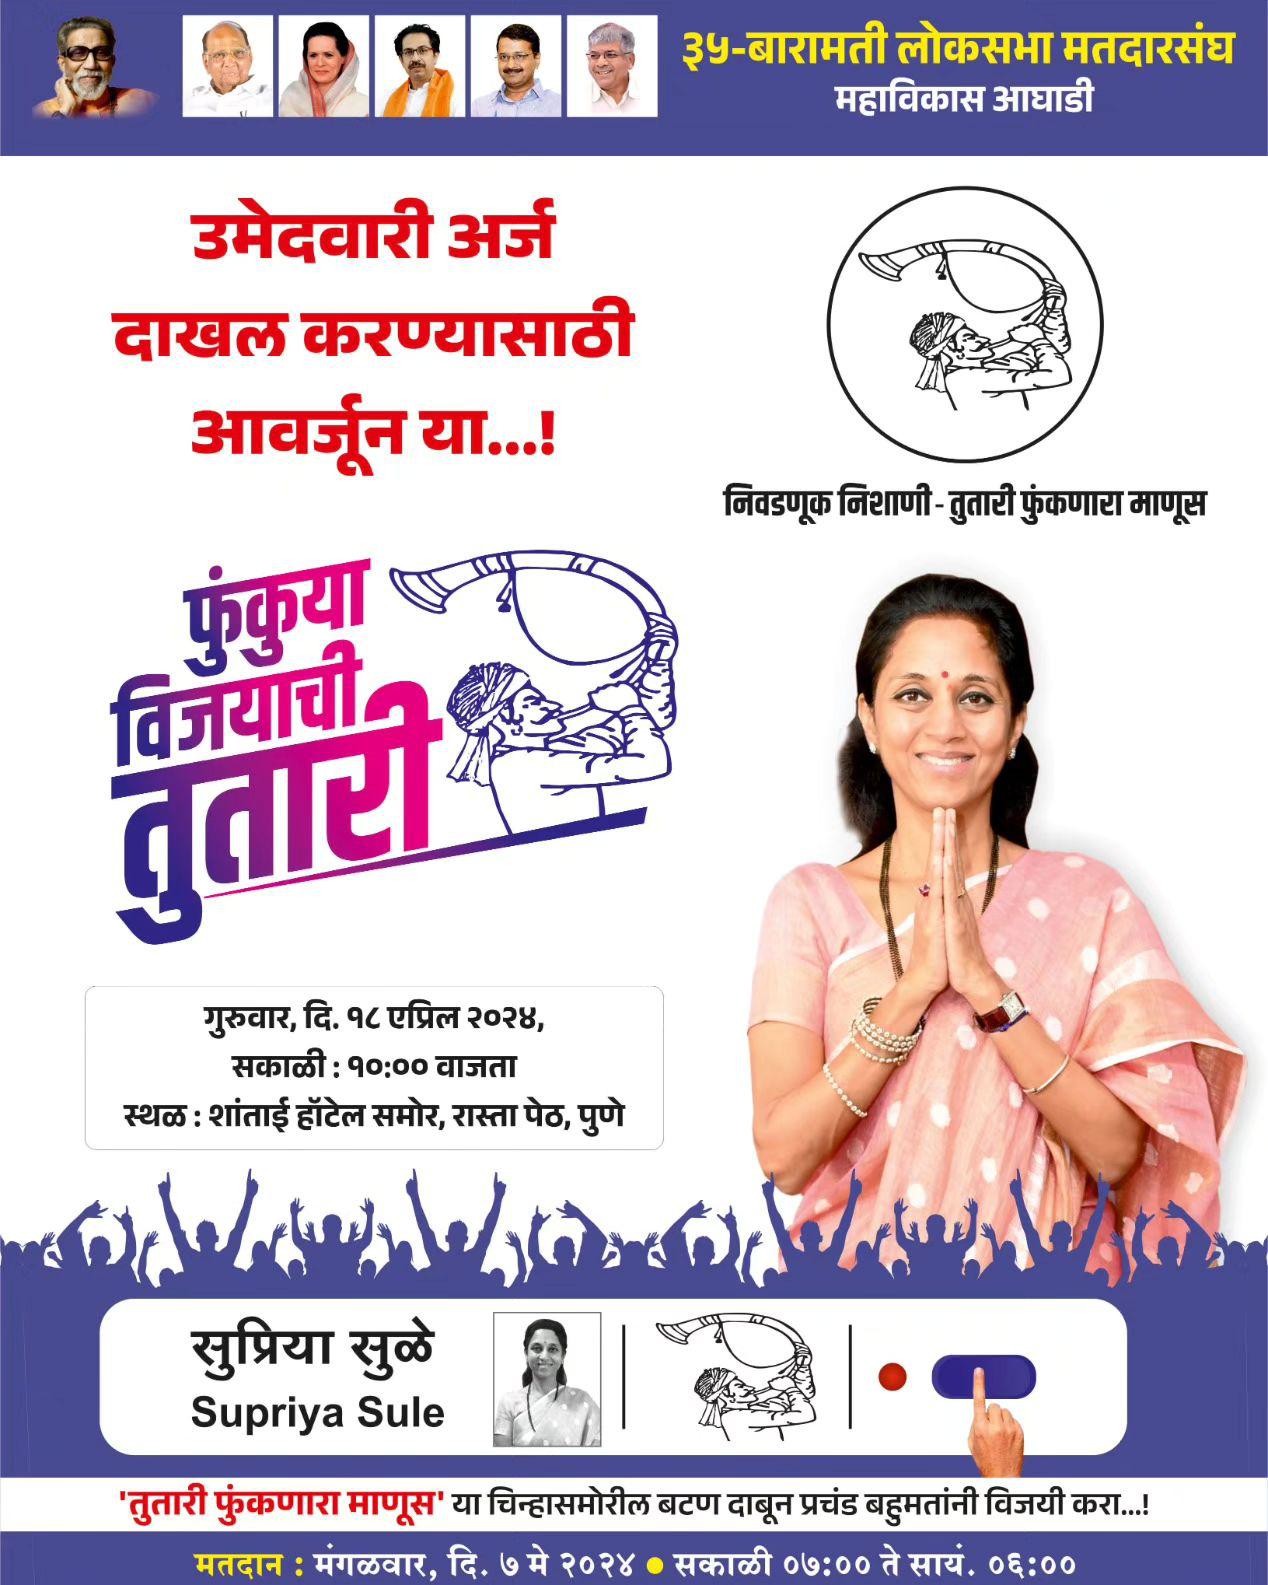 ३५-बारामती लोकसभा मतदारसंघ
महाविकास आघाडी
उमेदवारी अर्ज
दाखल करण्यासाठी
आवर्जून या...!
निवडणूक निशाणी - तुतारी फुंकणारा माणूस
फुंकुया
विजयाची
तुतारी
गुरुवार, दि. १८ एप्रिल २०२४,
सकाळी : १०:०० वाजता
स्थळ : शांताई हॉटेल समोर, रास्ता पेठ, पुणे
सुप्रिया सुळे
Supriya Sule
'तुतारी फुंकणारा माणूस' या चिन्हासमोरील बटण दाबून प्रचंड बहुमतांनी विजयी करा...!
मतदान : मंगळवार, दि. ७ मे २०२४ ● सकाळी ०७:०० ते सायं. ०६:००